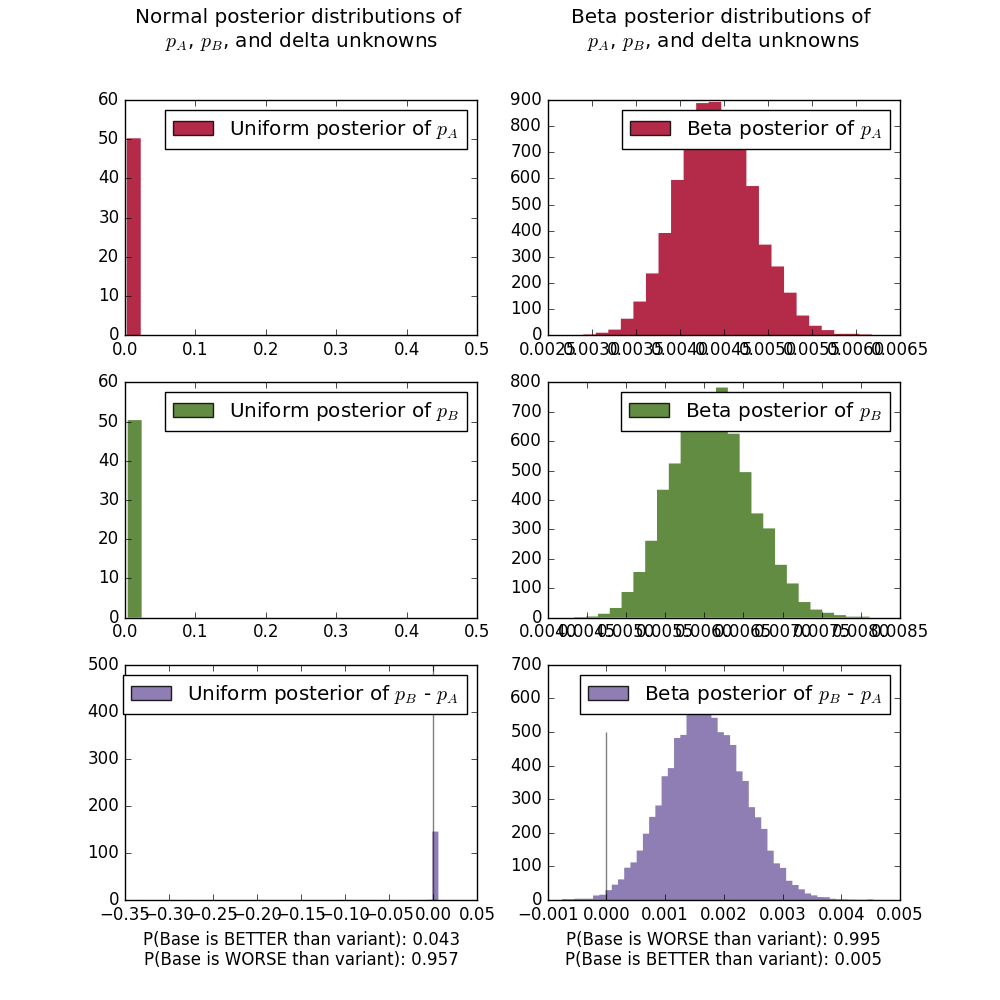 Normal posterior distributions of
p_A, p_B, and delta unknowns
Beta posterior distributions of
p_A, p_B, and delta unknowns
60
50
40
30
20
10
0
0.0 0.1 0.2 0.3 0.4 0.5
Uniform posterior of p_A
900
800
700
600
500
400
300
200
100
0
0.0025 0.0030 0.0035 0.0040 0.0045 0.0050 0.0055 0.0060 0.0065
Beta posterior of p_A
60
50
40
30
20
10
0
0.0 0.1 0.2 0.3 0.4 0.5
Uniform posterior of p_B
800
700
600
500
400
300
200
100
0
0.0040 0.0045 0.0050 0.0055 0.0060 0.0065 0.0070 0.0075 0.0080 0.0085
Beta posterior of p_B
500
400
300
200
100
0
−0.35 −0.30 −0.25 −0.20 −0.15 −0.10 −0.05 0.00 0.05
Uniform posterior of p_B - p_A
P(Base is BETTER than variant): 0.043
P(Base is WORSE than variant): 0.957
700
600
500
400
300
200
100
0
−0.001 0.000 0.001 0.002 0.003 0.004 0.005
Beta posterior of p_B - p_A
P(Base is WORSE than variant): 0.995
P(Base is BETTER than variant): 0.005